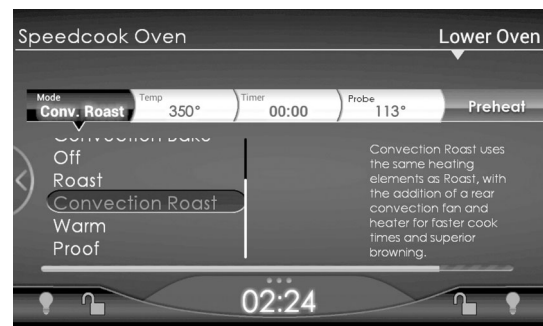 Speedcook Oven
Lower Oven
Mode
Conv. Roast
Temp
350°
Timer
00:00
Probe
113°
Preheat
Convection Bake
Off
Roast
Convection Roast
Warm
Proof
Convection Roast uses
the same heating
elements as Roast, with
the addition of a rear
convection fan and
heater for faster cook
times and superior
browning.
02:24